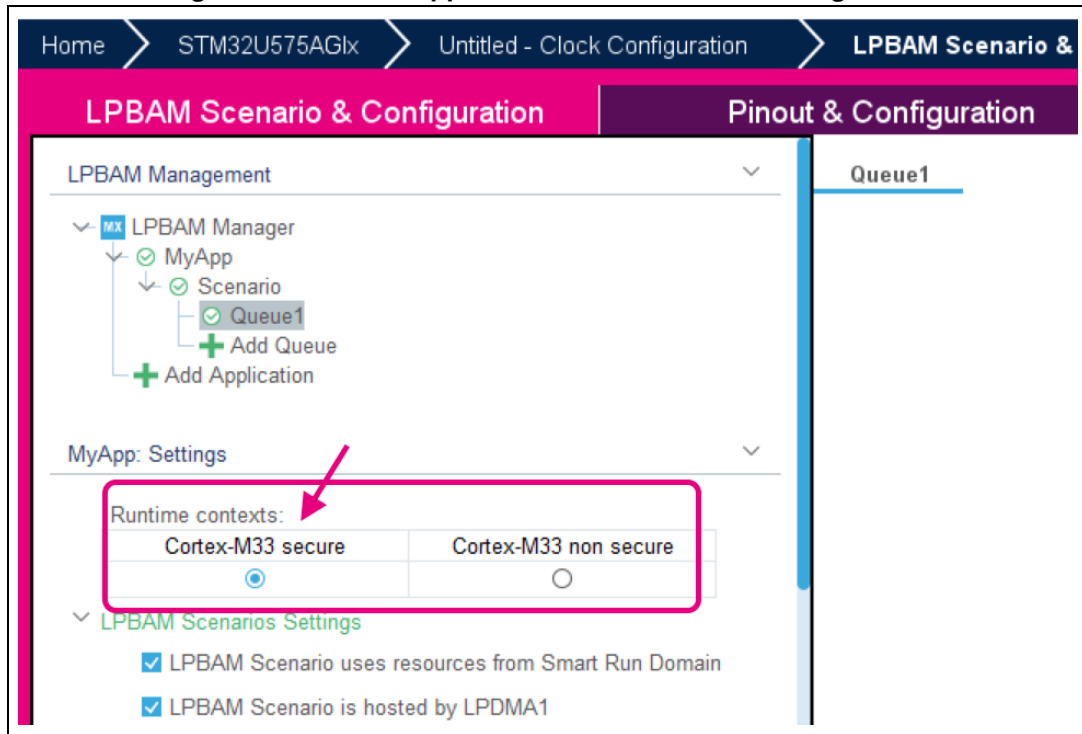 Home STM32U575AGIx Untitled - Clock Configuration LPBAM Scenario &
LPBAM Scenario & Configuration Pinout & Configuration
LPBAM Management
Queue1
MX LPBAM Manager
MyApp
Scenario
Queue1
Add Queue
Add Application
MyApp: Settings
Runtime contexts:
Cortex-M33 secure Cortex-M33 non secure
LPBAM Scenarios Settings
LPBAM Scenario uses resources from Smart Run Domain
LPBAM Scenario is hosted by LPDMA1